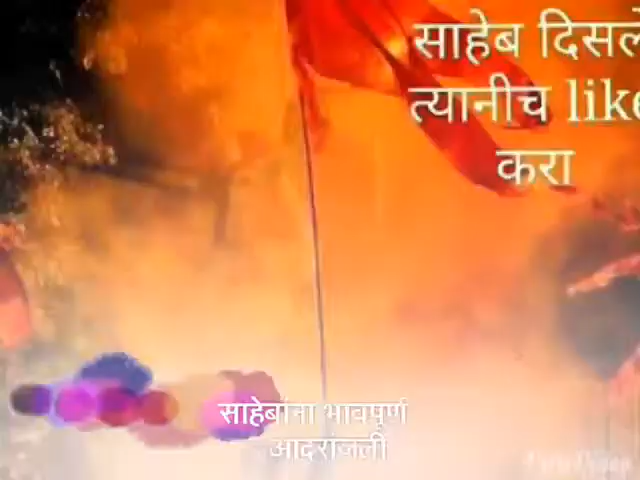 साहेब दिसले
त्यानीच like
करा
साहेबांना भावपूर्ण
आदरांजली